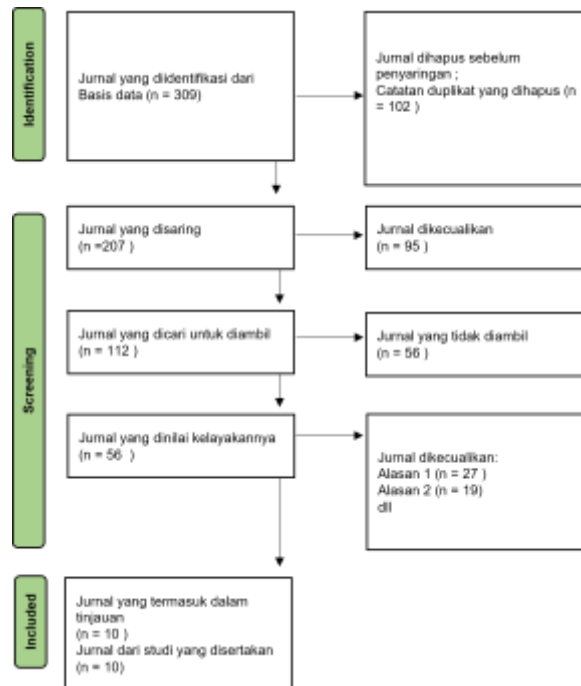 Identification
Jurnal yang diidentifikasi dari
Basis data (n = 309)
Jurnal dihapus sebelum
penyaringan ;
Catatan duplikat yang dihapus (n
= 102 )
Screening
Jurnal yang disaring
(n =207 )
Jurnal dikecualikan
(n = 95 )
Jurnal yang dicari untuk diambil
(n = 112 )
Jurnal yang tidak diambil
(n = 56 )
Jurnal yang dinilai kelayakannya
(n = 56 )
Jurnal dikecualikan:
Alasan 1 (n = 27 )
Alasan 2 (n = 19)
dll
Included
Jurnal yang termasuk dalam
tinjauan
(n = 10 )
Jurnal dari studi yang disertakan
(n = 10)